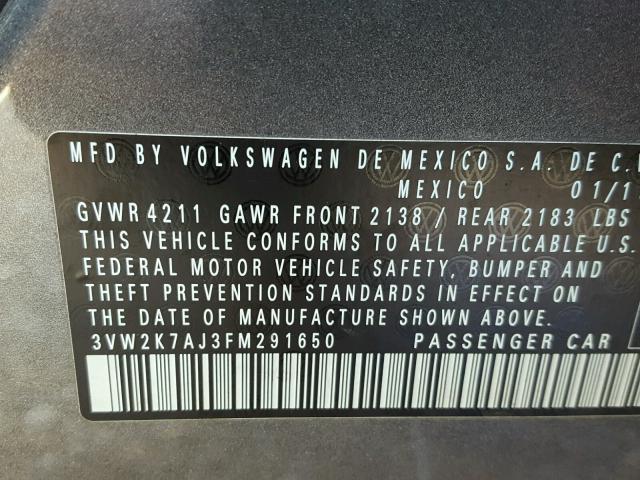 MFD BY VOLKSWAGEN DE MEXICO S.A. DE C.
MEXICO 01/1
GVWR 4211 GAWR FRONT 2138 / REAR 2183 LBS
THIS VEHICLE CONFORMS TO ALL APPLICABLE U.S.
FEDERAL MOTOR VEHICLE SAFETY, BUMPER AND
THEFT PREVENTION STANDARDS IN EFFECT ON
THE DATE OF MANUFACTURE SHOWN ABOVE.
3VW2K7AJ3FM291650 PASSENGER CAR